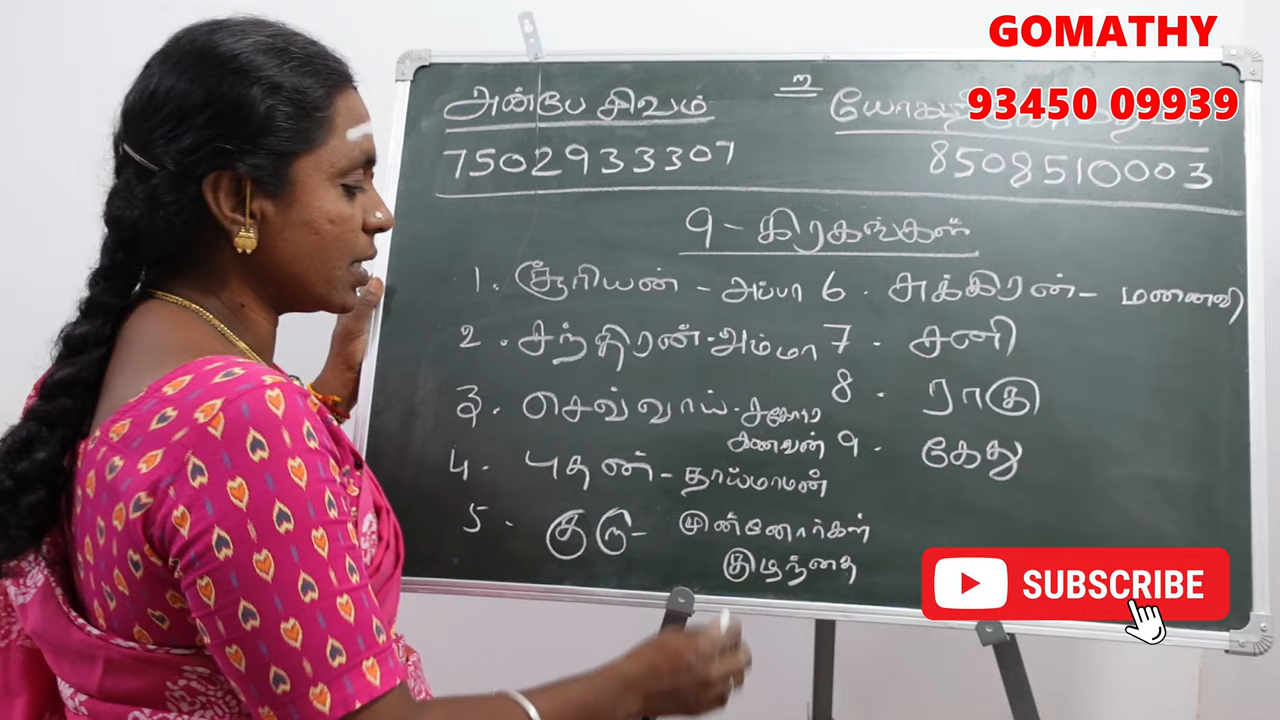 GOMATHY
93450 09939
உ
அன்பே சிவம்
7502933307
8508510003
9 - கிரகங்கள்
1. சூரியன் - அப்பா
2. சந்திரன் - அம்மா
3. செவ்வாய் - சகோதர
கணவன்
4. புதன் - தாய்மாமன்
5. குரு - முன்னோர்கள்
குழந்தை
6. சுக்கிரன் - மனைவி
7. சனி
8. ராகு
9. கேது
SUBSCRIBE